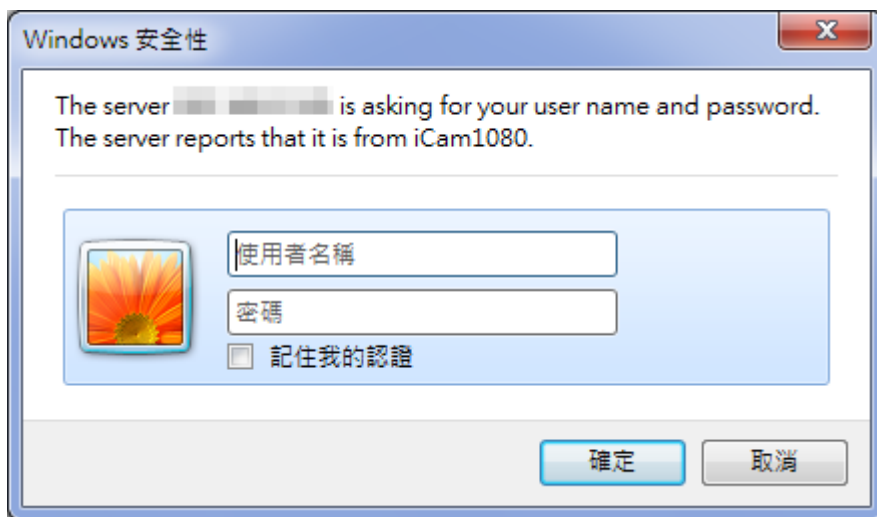 Windows 安全性
The server is asking for your user name and password.
The server reports that it is from iCam1080.
使用者名稱
密碼
記住我的認證
確定
取消